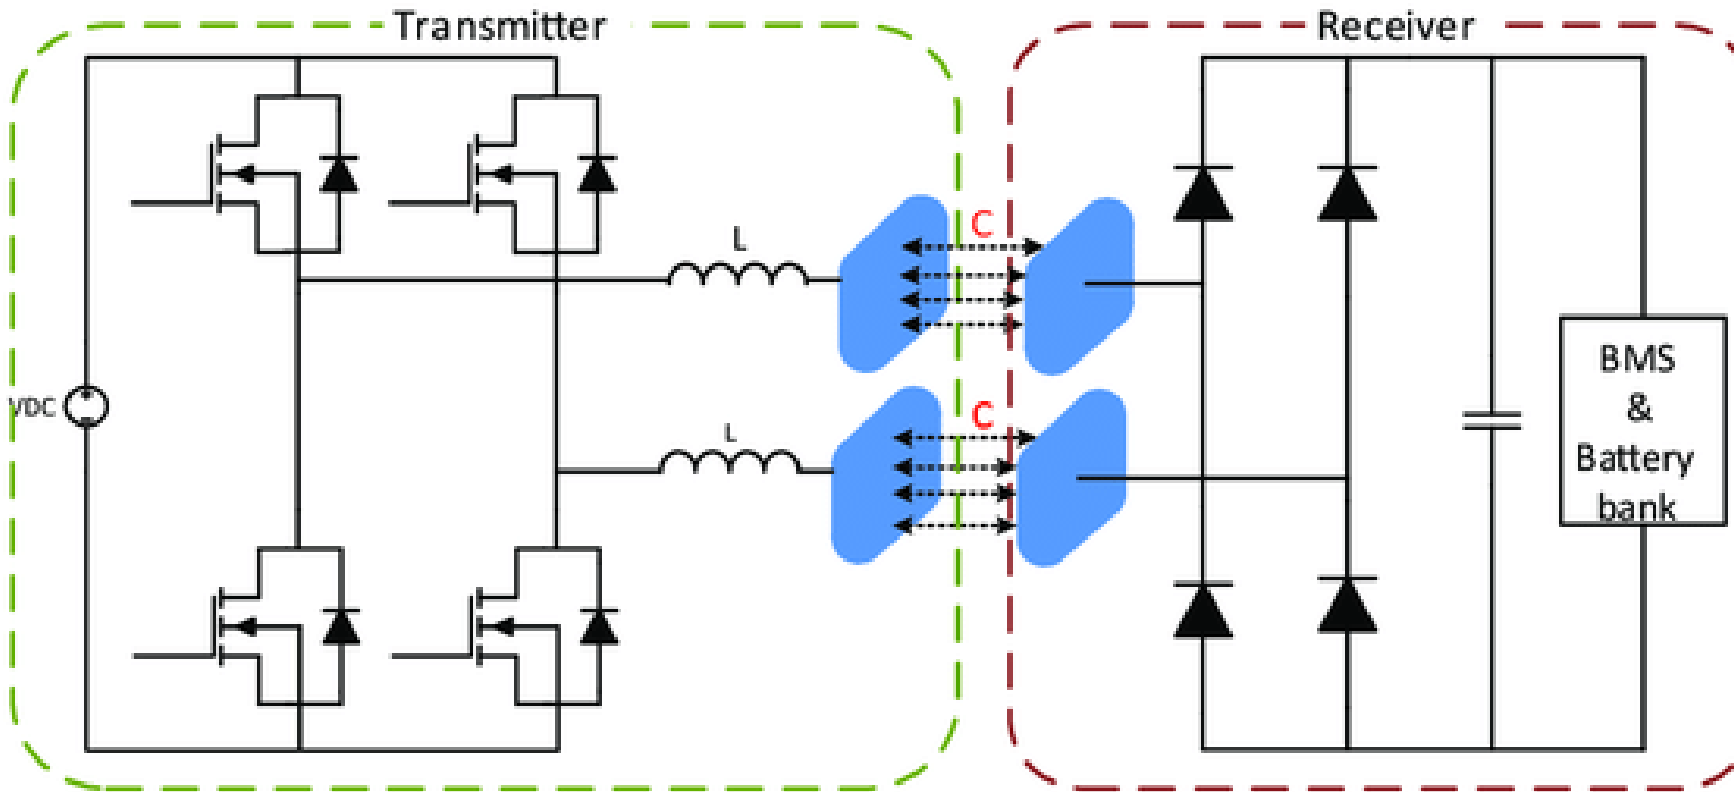 Transmitter
Receiver
C
L
C
L
VDC
BMS
&
Battery
bank